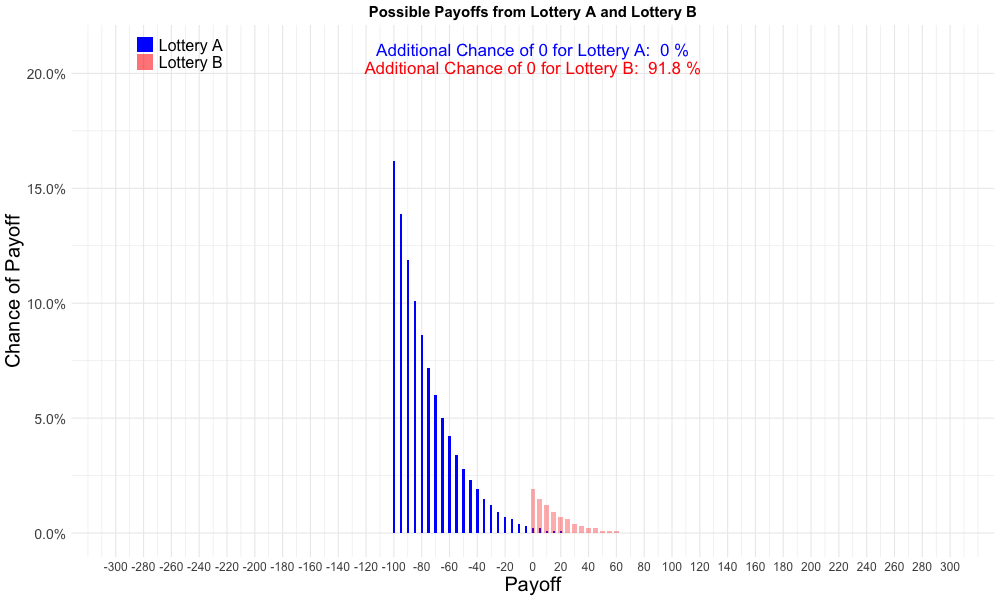 Possible Payoffs from Lottery A and Lottery B
Lottery A
Lottery B
Additional Chance of 0 for Lottery A:  0 %
Additional Chance of 0 for Lottery B:  91.8 %
Chance of Payoff
20.0%
15.0%
10.0%
5.0%
0.0%
-300 -280 -260 -240 -220 -200 -180 -160 -140 -120 -100 -80 -60 -40 -20 0 20 40 60 80 100 120 140 160 180 200 220 240 260 280 300
Payoff